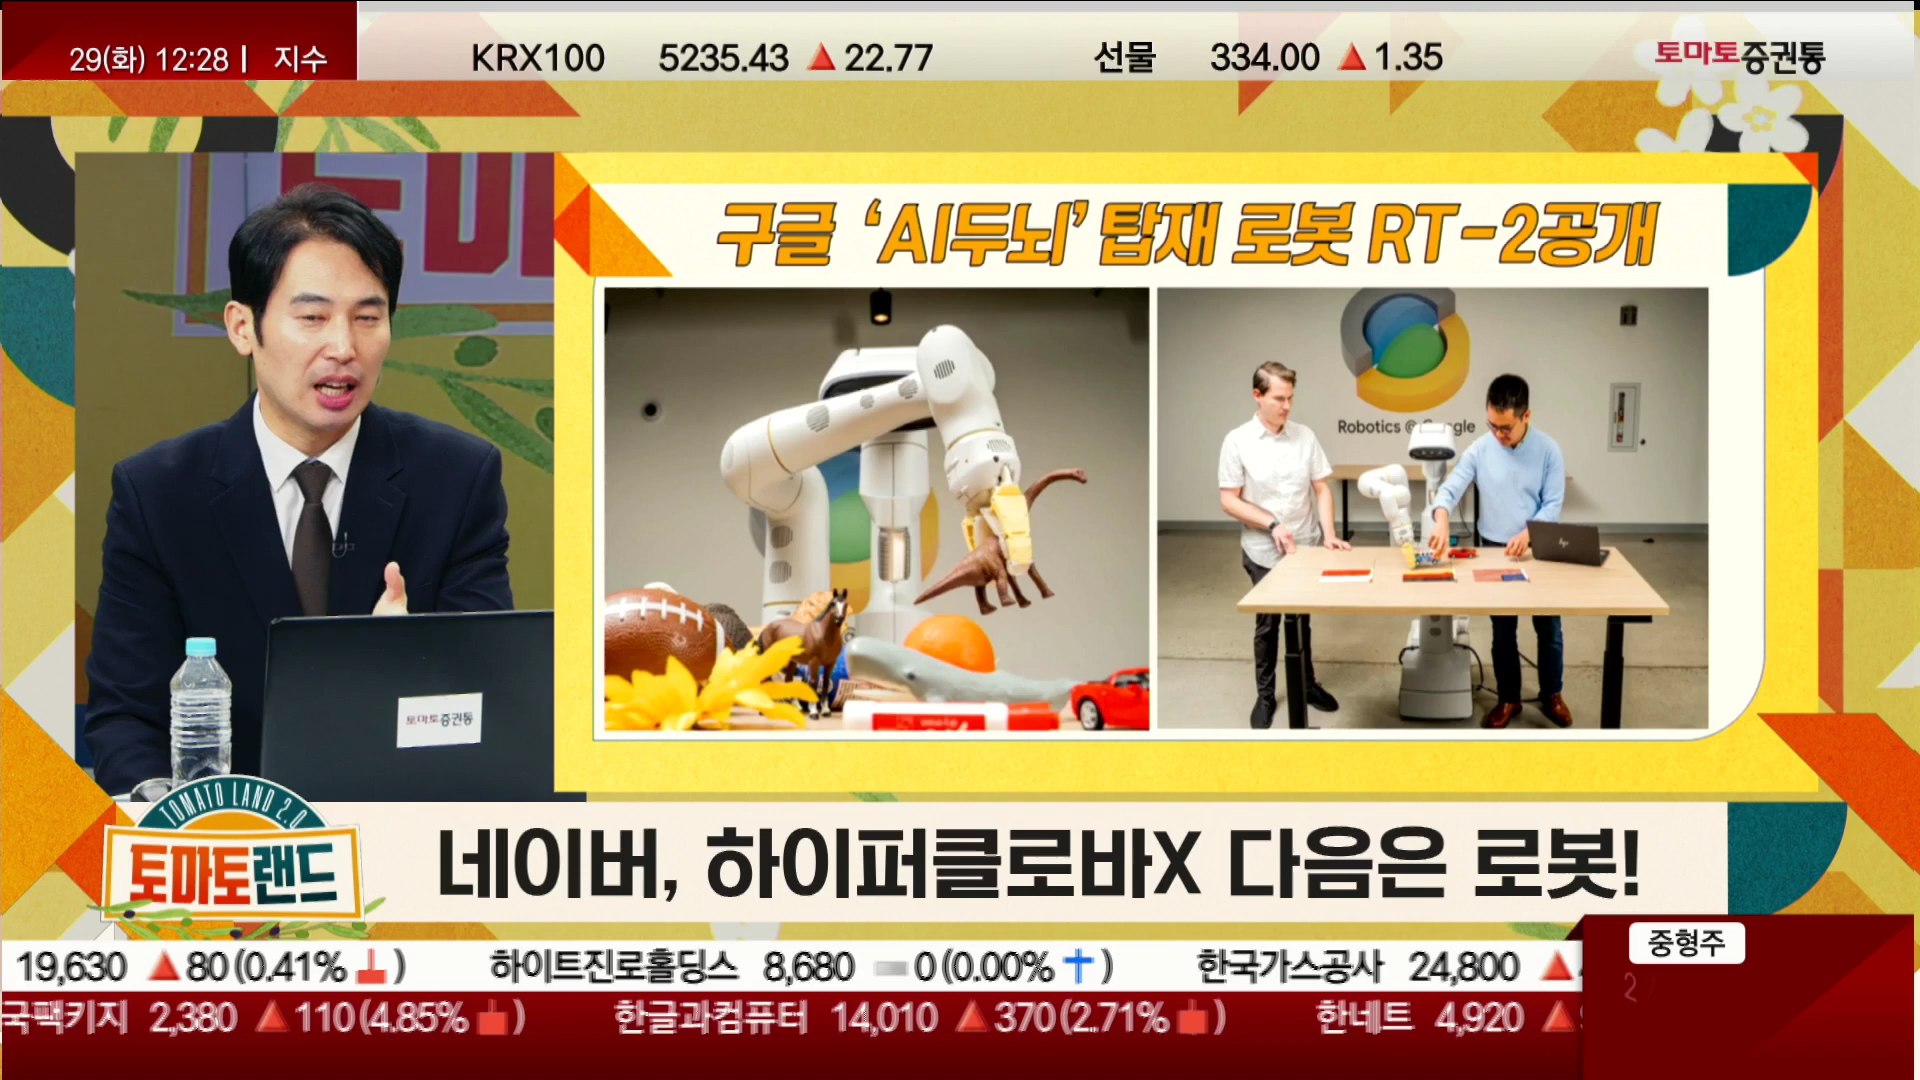 29(화) 12:28 | 지수 KRX100 5235.43 ▲22.77 선물 334.00 ▲1.35 토마토증권통
구글 ‘AI두뇌’ 탑재 로봇 RT-2공개
Robotics @
토마토증권통
TOMATO LAND 2.0
토마토랜드
네이버, 하이퍼클로바X 다음은 로봇!
19,630 ▲80(0.41%) 하이트진로홀딩스 8,680 0(0.00%) 한국가스공사 24,800 ▲
중형주
국팩키지 2,380 ▲110(4.85%) 한글과컴퓨터 14,010 ▲370(2.71%) 한네트 4,920 ▲